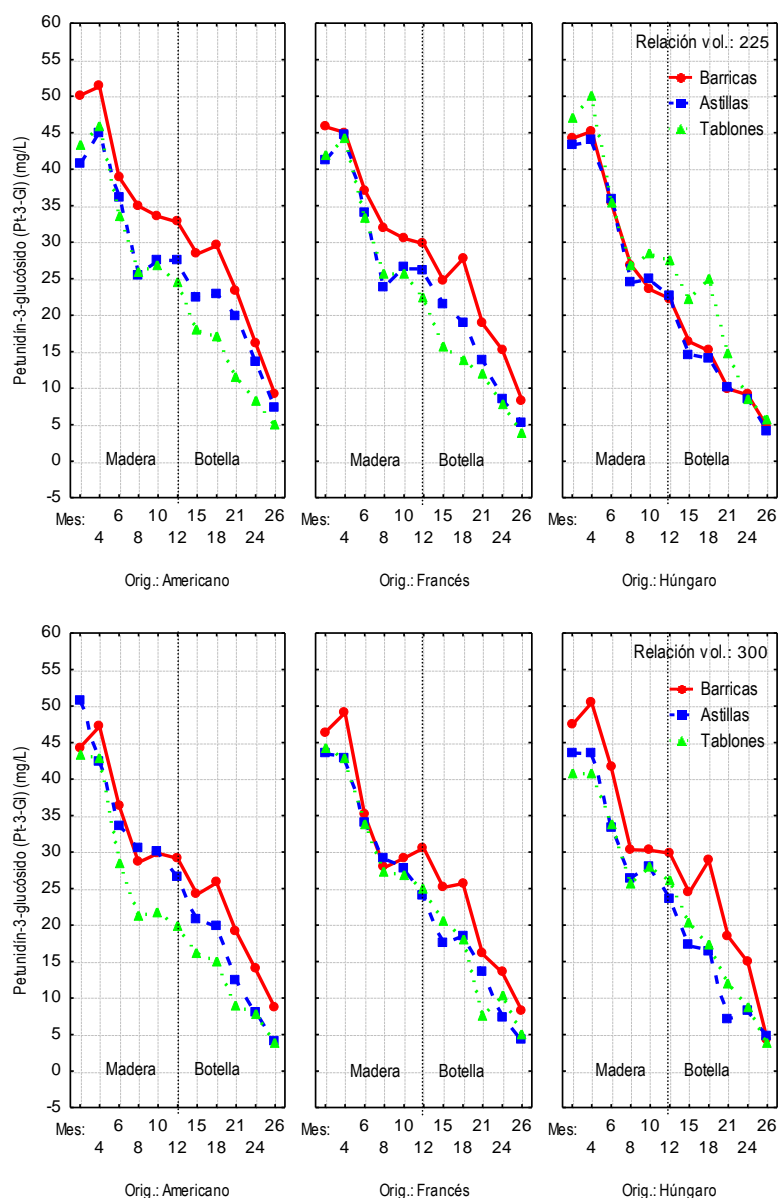 60
55
50
45
40
35
30
25
20
15
10
5
0
-5
Petunidín-3-glucósido (Pt-3-Gl) (mg/L)
Relación vol.: 225
Barricas
Astillas
Tablones
Madera Botella
Madera Botella
Madera Botella
Mes: 6 10 15 21 26
4 8 12 18 24
Mes: 6 10 15 21 26
4 8 12 18 24
Mes: 6 10 15 21 26
4 8 12 18 24
Orig.: Americano
Orig.: Francés
Orig.: Húngaro
60
55
50
45
40
35
30
25
20
15
10
5
0
-5
Petunidín-3-glucósido (Pt-3-Gl) (mg/L)
Relación vol.: 300
Barricas
Astillas
Tablones
Madera Botella
Madera Botella
Madera Botella
Mes: 6 10 15 21 26
4 8 12 18 24
Mes: 6 10 15 21 26
4 8 12 18 24
Mes: 6 10 15 21 26
4 8 12 18 24
Orig.: Americano
Orig.: Francés
Orig.: Húngaro